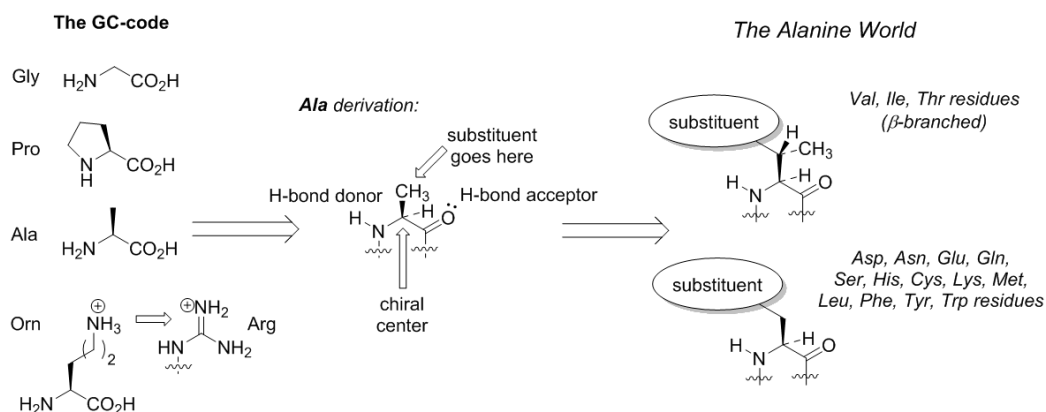 The GC-code
Gly
H2N
CO2H
Pro
N
H
CO2H
Ala
H2N
CO2H
Orn
⊕
NH3
( )2
H2N
CO2H
⊕
NH2
HN
NH2
Arg
Ala derivation:
substituent
goes here
H-bond donor
CH3
H-bond acceptor
H
N
H
O
chiral
center
The Alanine World
substituent
H
CH3
H
N
H
O
Val, Ile, Thr residues
(β-branched)
substituent
H
N
H
O
Asp, Asn, Glu, Gln,
Ser, His, Cys, Lys, Met,
Leu, Phe, Tyr, Trp residues